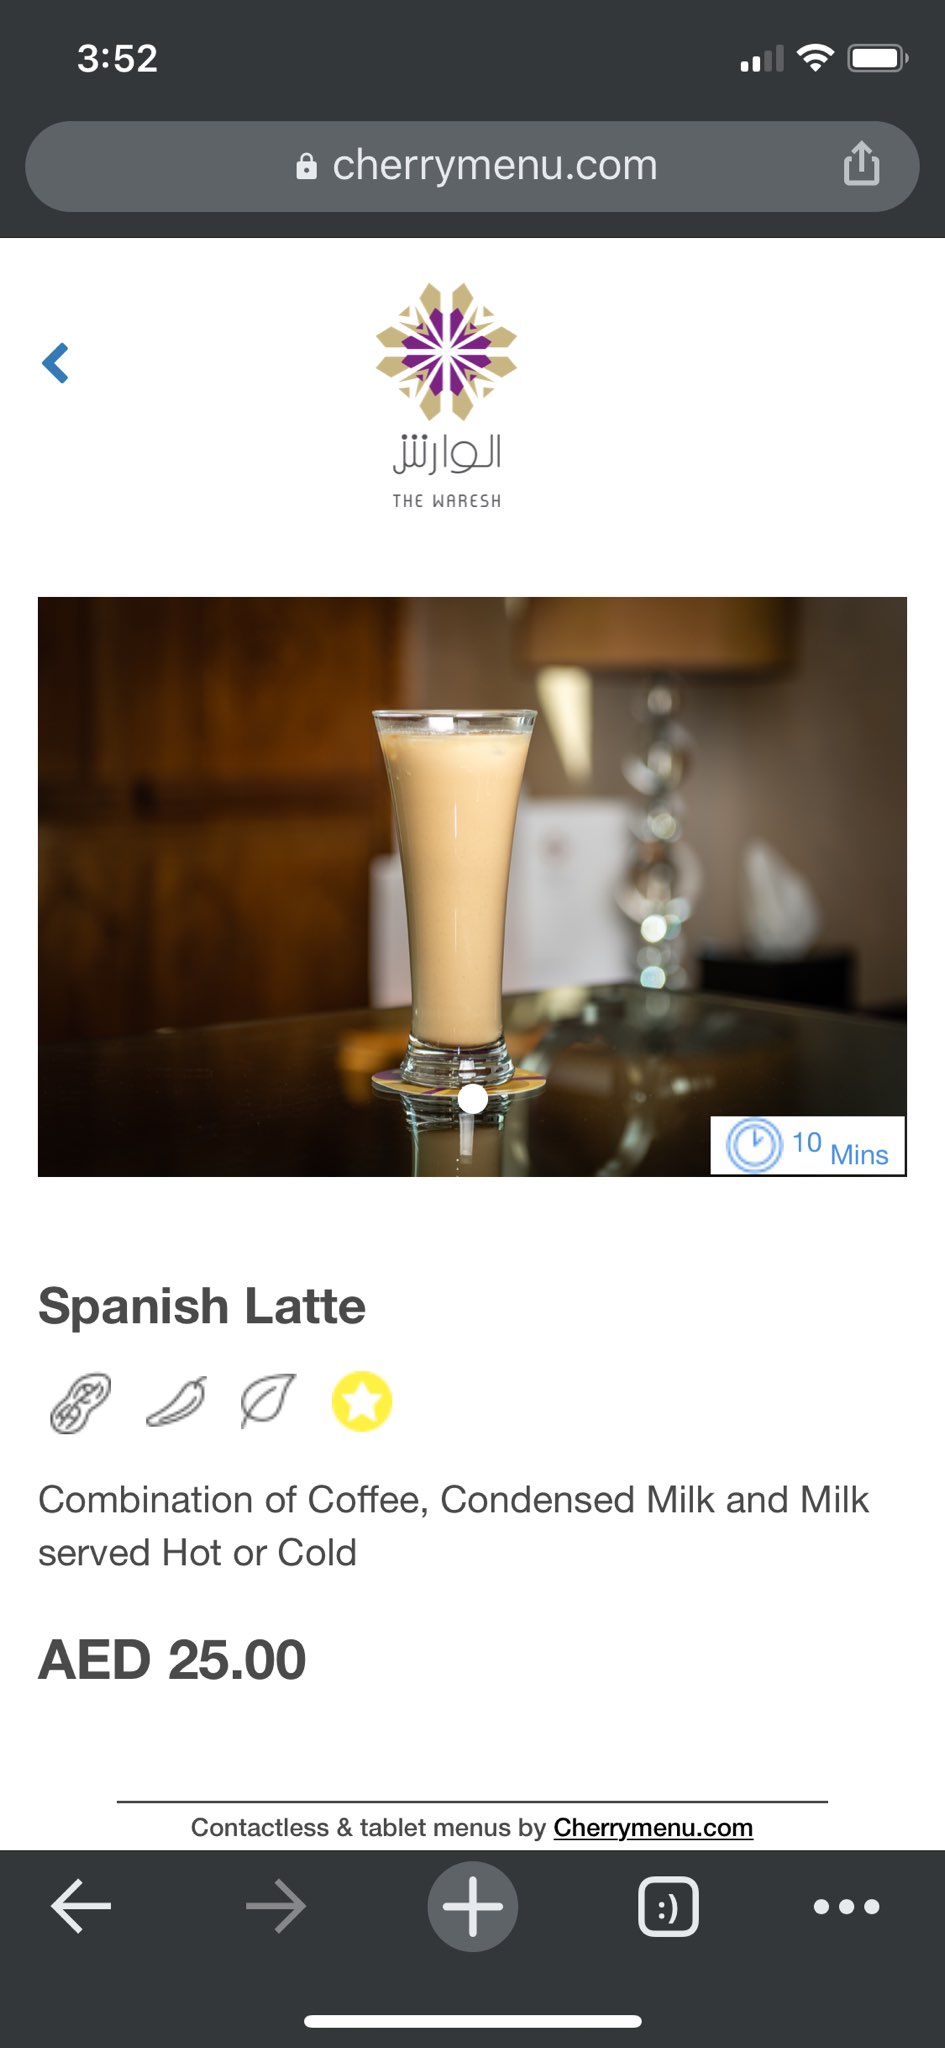 3:52
cherrymenu.com
الوارش
THE WARESH
10 Mins
Spanish Latte
Combination of Coffee, Condensed Milk and Milk
served Hot or Cold
AED 25.00
Contactless & tablet menus by Cherrymenu.com
:)